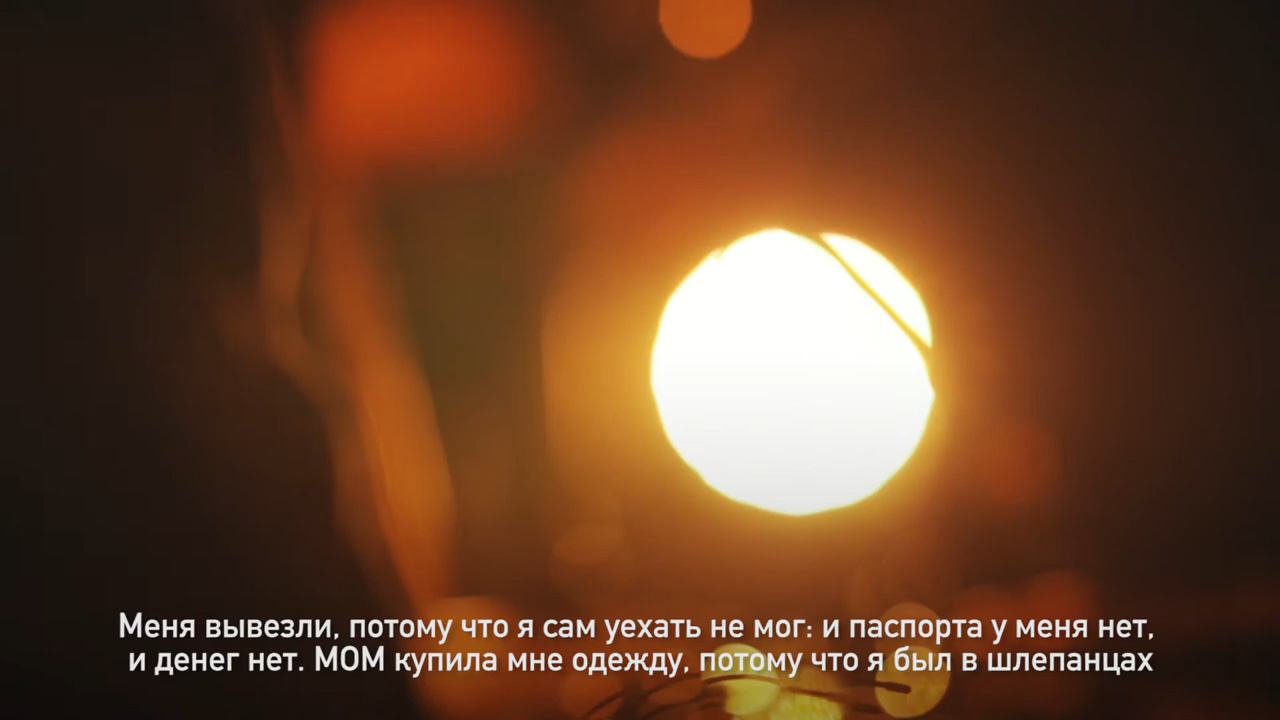 Меня вывезли, потому что я сам уехать не мог: и паспорта у меня нет,
и денег нет. МОМ купила мне одежду, потому что я был в шлепанцах